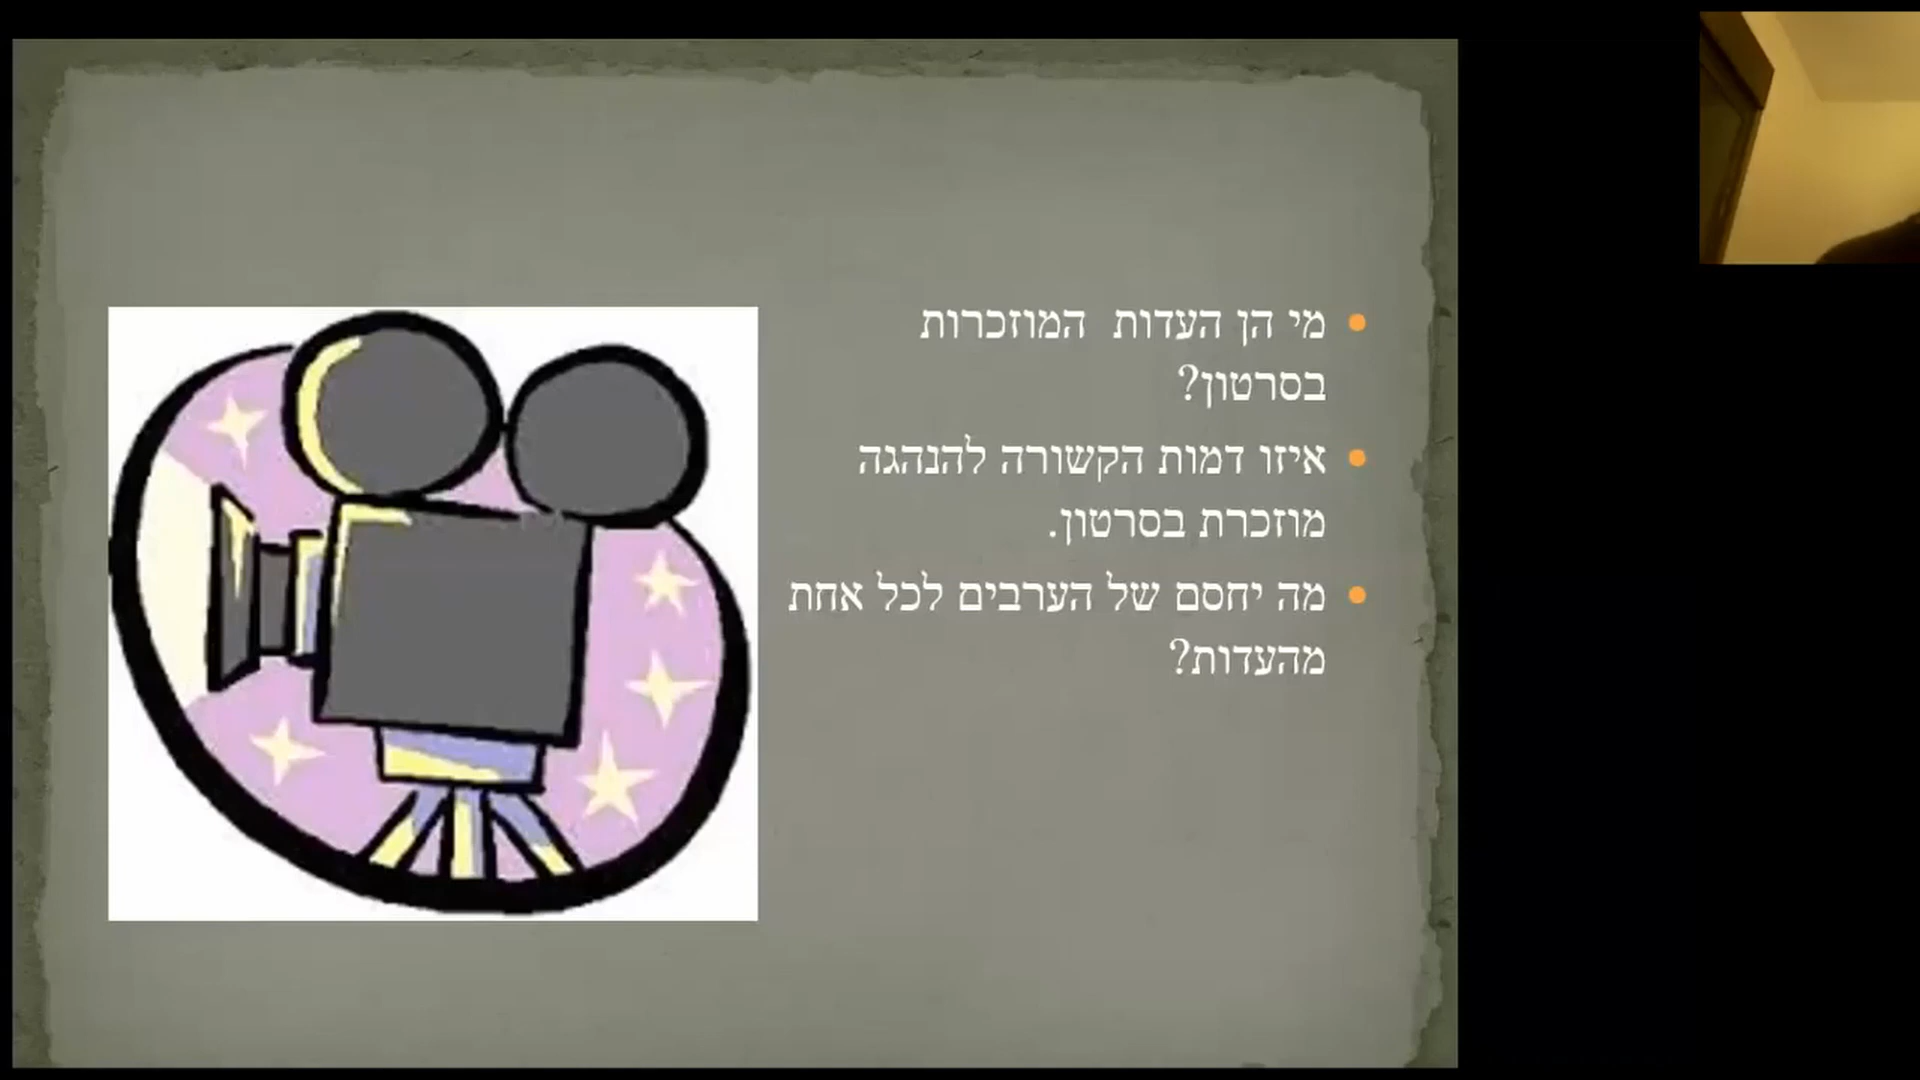 מי הן העדות המוזכרות
בסרטון?
איזו דמות הקשורה להנהגה
מוזכרת בסרטון.
מה יחסם של הערבים לכל אחת
מהעדות?